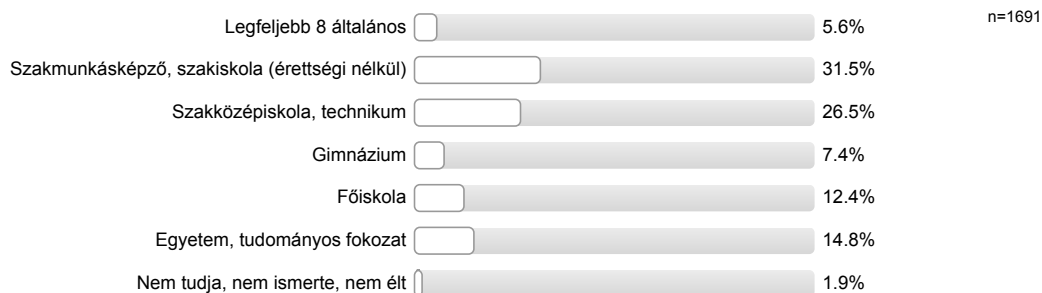 n=1691
Legfeljebb 8 általános 5.6%
Szakmunkásképző, szakiskola (érettségi nélkül) 31.5%
Szakközépiskola, technikum 26.5%
Gimnázium 7.4%
Főiskola 12.4%
Egyetem, tudományos fokozat 14.8%
Nem tudja, nem ismerte, nem élt 1.9%